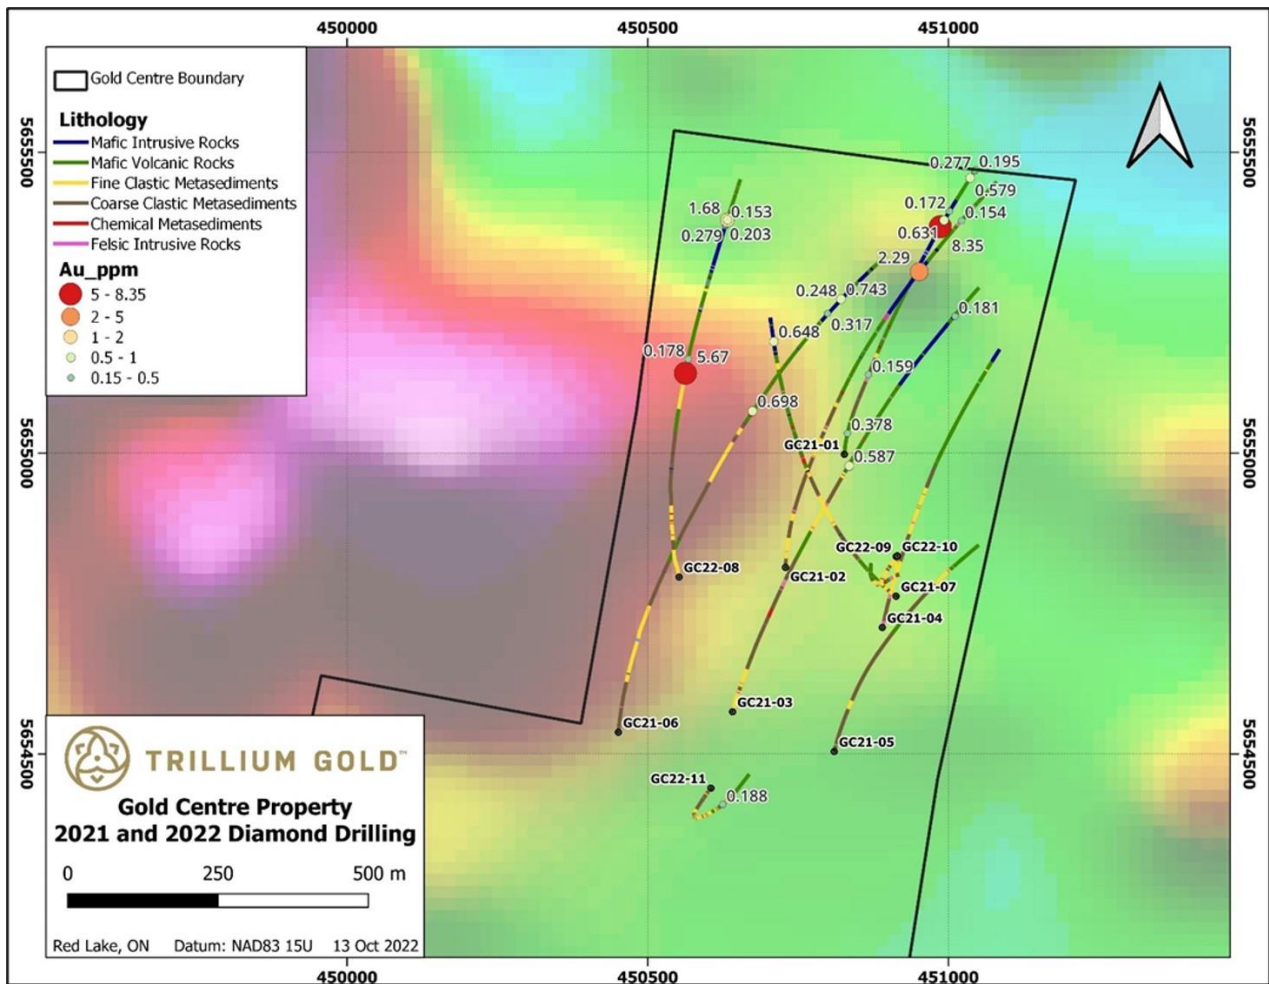 450000 450500 451000
Gold Centre Boundary
Lithology
Mafic Intrusive Rocks
Mafic Volcanic Rocks
Fine Clastic Metasediments
Coarse Clastic Metasediments
Chemical Metasediments
Felsic Intrusive Rocks
Au_ppm
5 - 8.35
2 - 5
1 - 2
0.5 - 1
0.15 - 0.5
5655500
5655500
0.277 0.195
0.579
0.172
0.154
1.68 0.153
0.279 0.203
0.631
8.35
2.29
0.248 0.743
0.317
0.181
0.648
0.178 5.67
0.159
0.698
0.378
GC21-01
0.587
5655000
5655000
GC22-09 GC22-10
GC22-08
GC21-02
GC21-07
GC21-04
GC21-03
GC21-06
GC21-05
5654500
5654500
GC22-11
0.188
TRILLIUM GOLD™
Gold Centre Property
2021 and 2022 Diamond Drilling
0 250 500 m
Red Lake, ON Datum: NAD83 15U 13 Oct 2022
450000 450500 451000